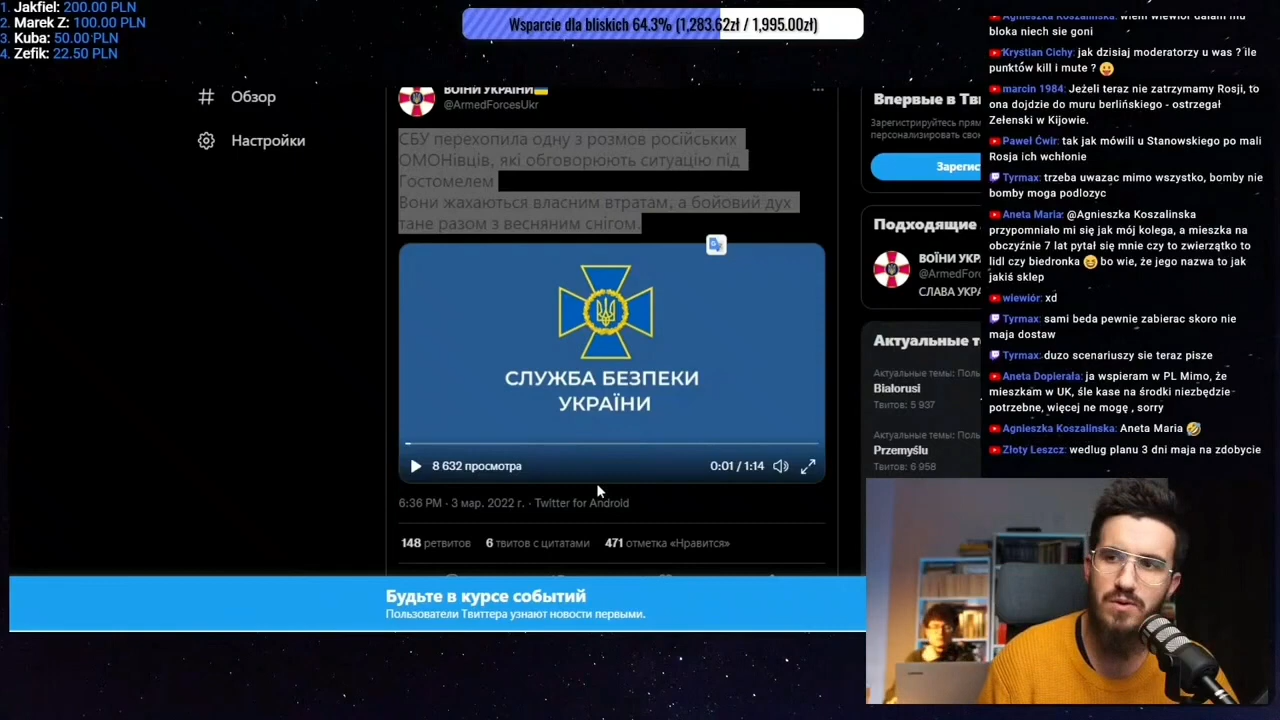 1. Jakfiel: 200.00 PLN
2. Marek Z: 100.00 PLN
3. Kuba: 50.00 PLN
4. Zefik: 22.50 PLN
Wsparcie dla bliskich 64.3% (1,283.62zł / 1,995.00zł)
Обзор
Настройки
ВОЇНИ УКРАЇНИ
@ArmedForcesUkr
СБУ перехопила одну з розмов російських
ОМОНівців, які обговорюють ситуацію під
Гостомелем
Вони жахаються власним втратам, а бойовий дух
тане разом з весняним снігом.
СЛУЖБА БЕЗПЕКИ
УКРАЇНИ
8 632 просмотра
0:01 / 1:14
6:36 PM · 3 мар. 2022 г. · Twitter for Android
148 ретвитов 6 твитов с цитатами 471 отметка «Нравится»
Будьте в курсе событий
Пользователи Твиттера узнают новости первыми.
Впервые в Тви
Зарегистрируйтесь прям
персонализировать свою
Зарегис
Подходящие
ВОЇНИ УКРА
@ArmedForc
СЛАВА УКРА
Актуальные т
Актуальные темы: Поль
Białorusi
Твитов: 5 937
Актуальные темы: Поль
Przemyślu
Твитов: 6 958
Agnieszka Koszalinska: wiem wiewior dalam mu
bloka niech sie goni
Krystian Cichy: jak dzisiaj moderatorzy u was ? ile
punktów kill i mute ?
marcin 1984: Jeżeli teraz nie zatrzymamy Rosji, to
ona dojdzie do muru berlińskiego - ostrzegał
Zełenski w Kijowie.
Paweł Ćwir: tak jak mówili u Stanowskiego po mali
Rosja ich wchłonie
Tyrmax: trzeba uwazac mimo wszystko, bomby nie
bomby moga podlozyc
Aneta Maria: @Agnieszka Koszalinska
przypomniało mi się jak mój kolega, a mieszka na
obczyźnie 7 lat pytał się mnie czy to zwierzątko to
lidl czy biedronka bo wie, że jego nazwa to jak
jakiś sklep
wiewiór: xd
Tyrmax: sami beda pewnie zabierac skoro nie
maja dostaw
Tyrmax: duzo scenariuszy sie teraz pisze
Aneta Dopierała: ja wspieram w PL Mimo, że
mieszkam w UK, śle kase na środki niezbędzie
potrzebne, więcej ne mogę , sorry
Agnieszka Koszalinska: Aneta Maria
Złoty Leszcz: wedlug planu 3 dni maja na zdobycie